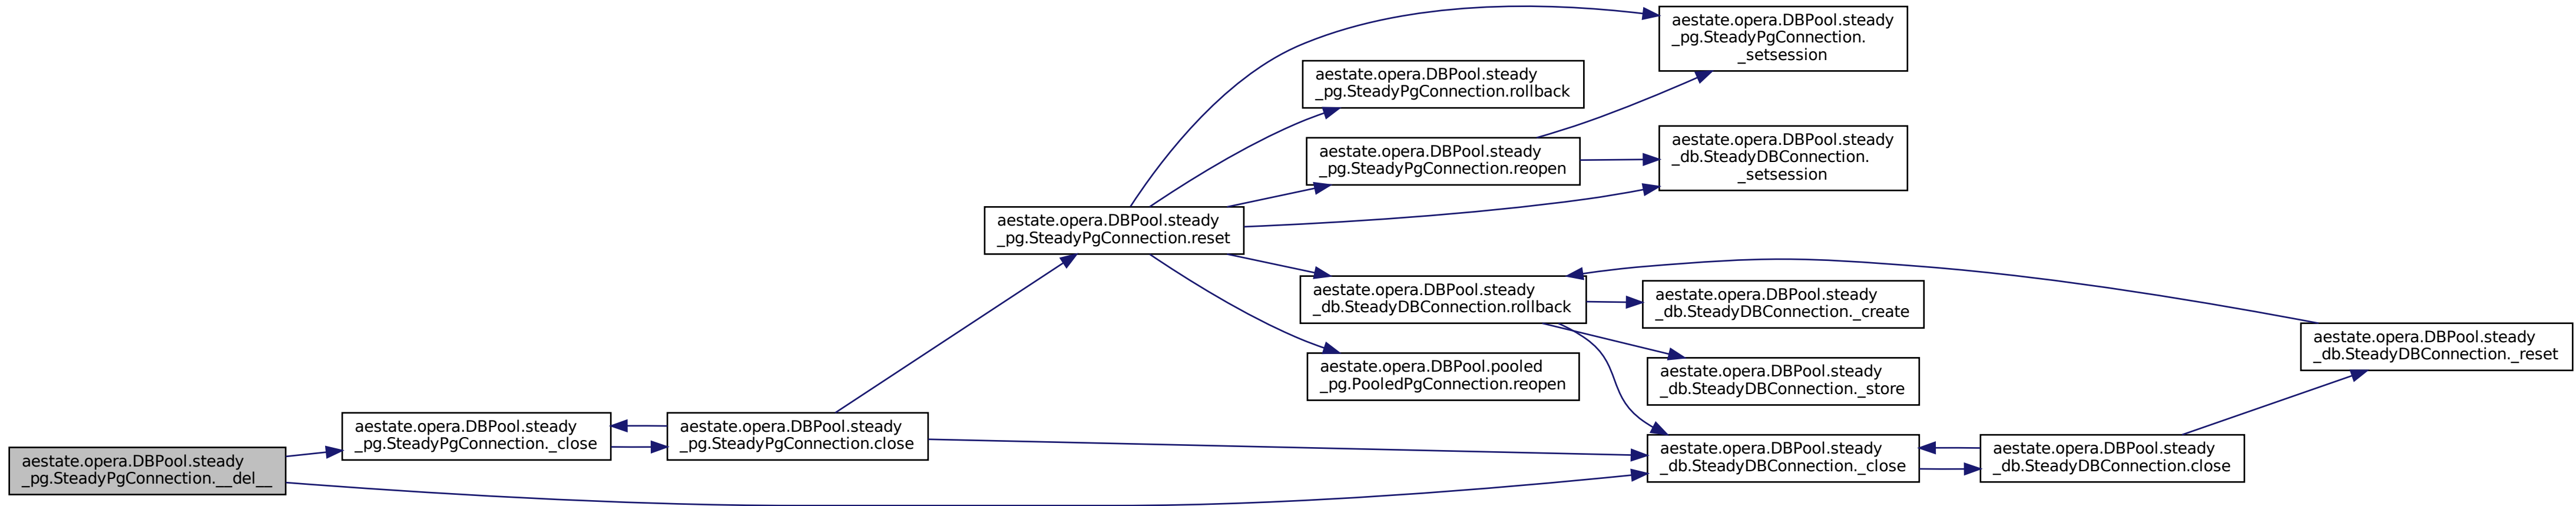 aestate.opera.DBPool.steady
_pg.SteadyPgConnection.__del__
aestate.opera.DBPool.steady
_pg.SteadyPgConnection._close
aestate.opera.DBPool.steady
_pg.SteadyPgConnection.close
aestate.opera.DBPool.steady
_pg.SteadyPgConnection.reset
aestate.opera.DBPool.steady
_pg.SteadyPgConnection.
_setsession
aestate.opera.DBPool.steady
_pg.SteadyPgConnection.rollback
aestate.opera.DBPool.steady
_pg.SteadyPgConnection.reopen
aestate.opera.DBPool.steady
_db.SteadyDBConnection.
_setsession
aestate.opera.DBPool.steady
_db.SteadyDBConnection.rollback
aestate.opera.DBPool.steady
_db.SteadyDBConnection._create
aestate.opera.DBPool.pooled
_pg.PooledPgConnection.reopen
aestate.opera.DBPool.steady
_db.SteadyDBConnection._store
aestate.opera.DBPool.steady
_db.SteadyDBConnection._close
aestate.opera.DBPool.steady
_db.SteadyDBConnection.close
aestate.opera.DBPool.steady
_db.SteadyDBConnection._reset